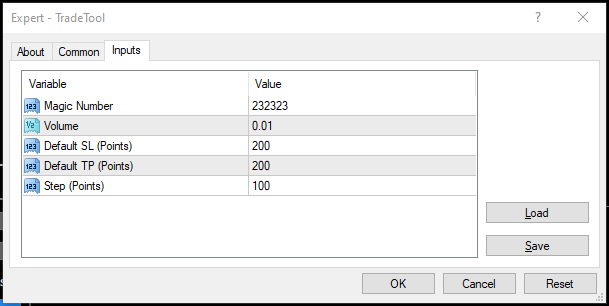 Expert - TradeTool
About Common Inputs
Variable Value
123 Magic Number 232323
1/2 Volume 0.01
123 Default SL (Points) 200
123 Default TP (Points) 200
123 Step (Points) 100
Load
Save
OK Cancel Reset